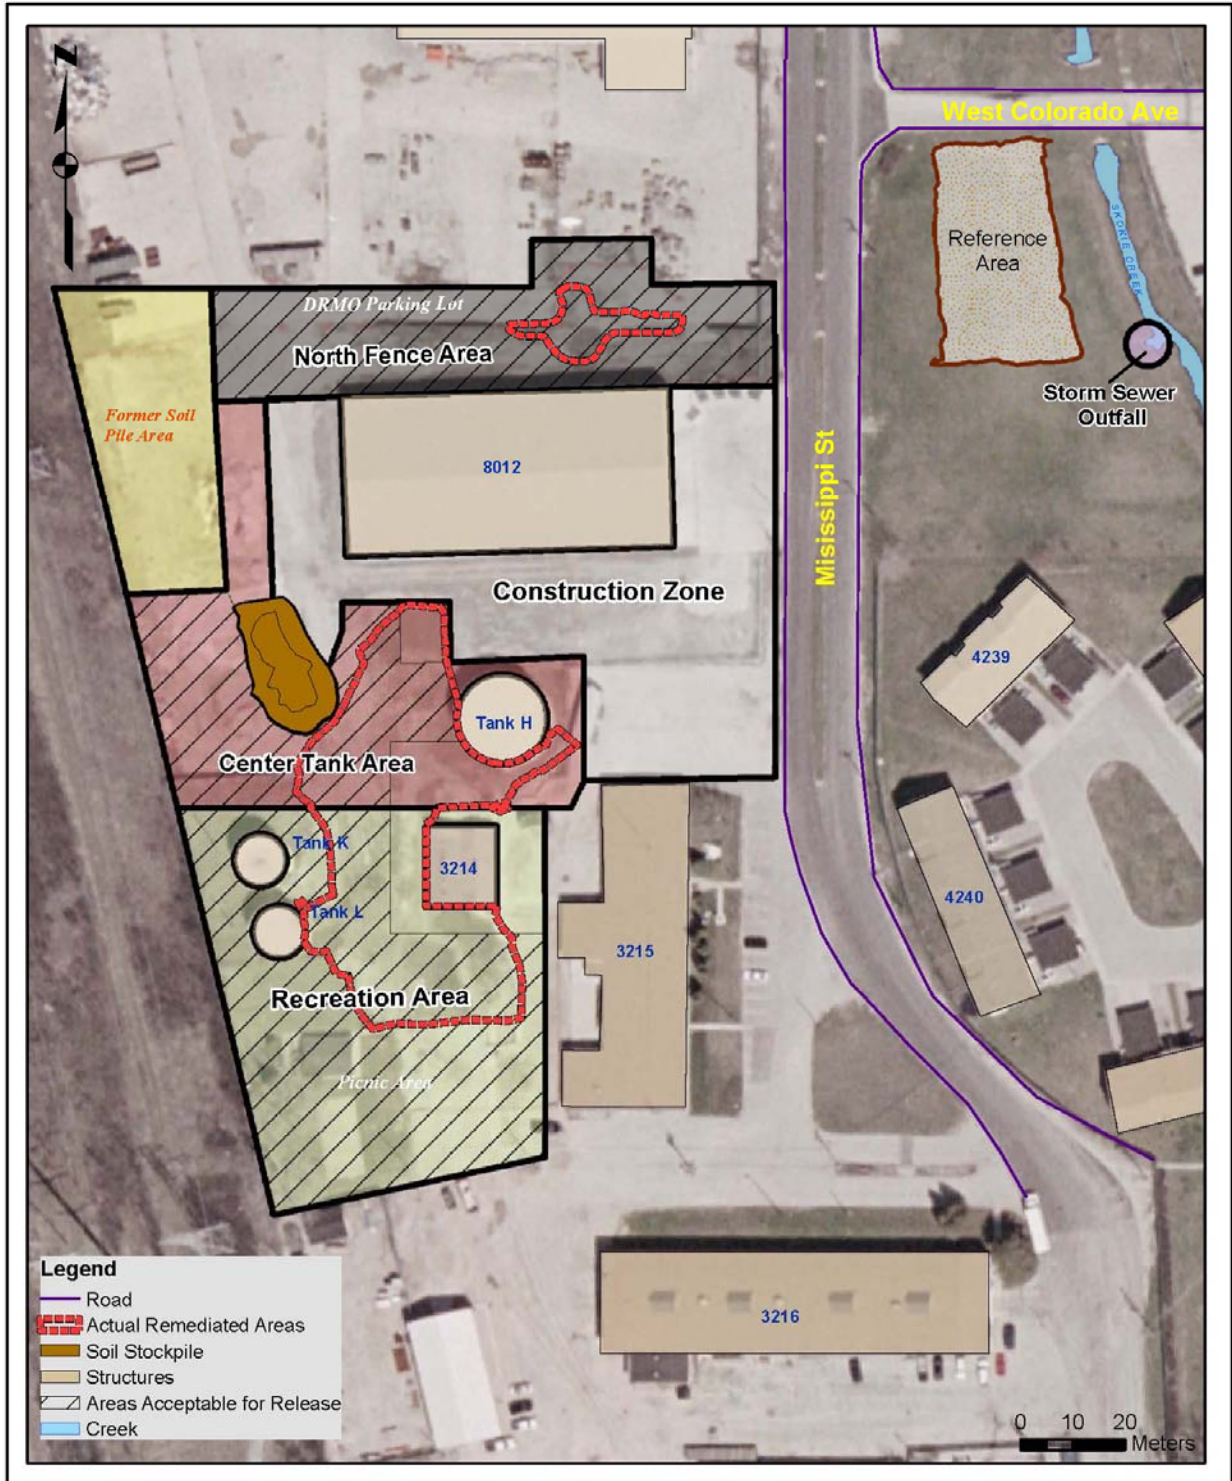 N
West Colorado Ave
Reference
Area
SKOKIE CREEK
DRMO Parking Lot
North Fence Area
Storm Sewer
Outfall
Former Soil
Pile Area
8012
Misissippi St
Construction Zone
4239
Tank H
Center Tank Area
Tank K
3214
4240
Tank L
3215
Recreation Area
Picnic Area
Legend
Road
Actual Remediated Areas
Soil Stockpile
Structures
Areas Acceptable for Release
Creek
3216
0 10 20
Meters